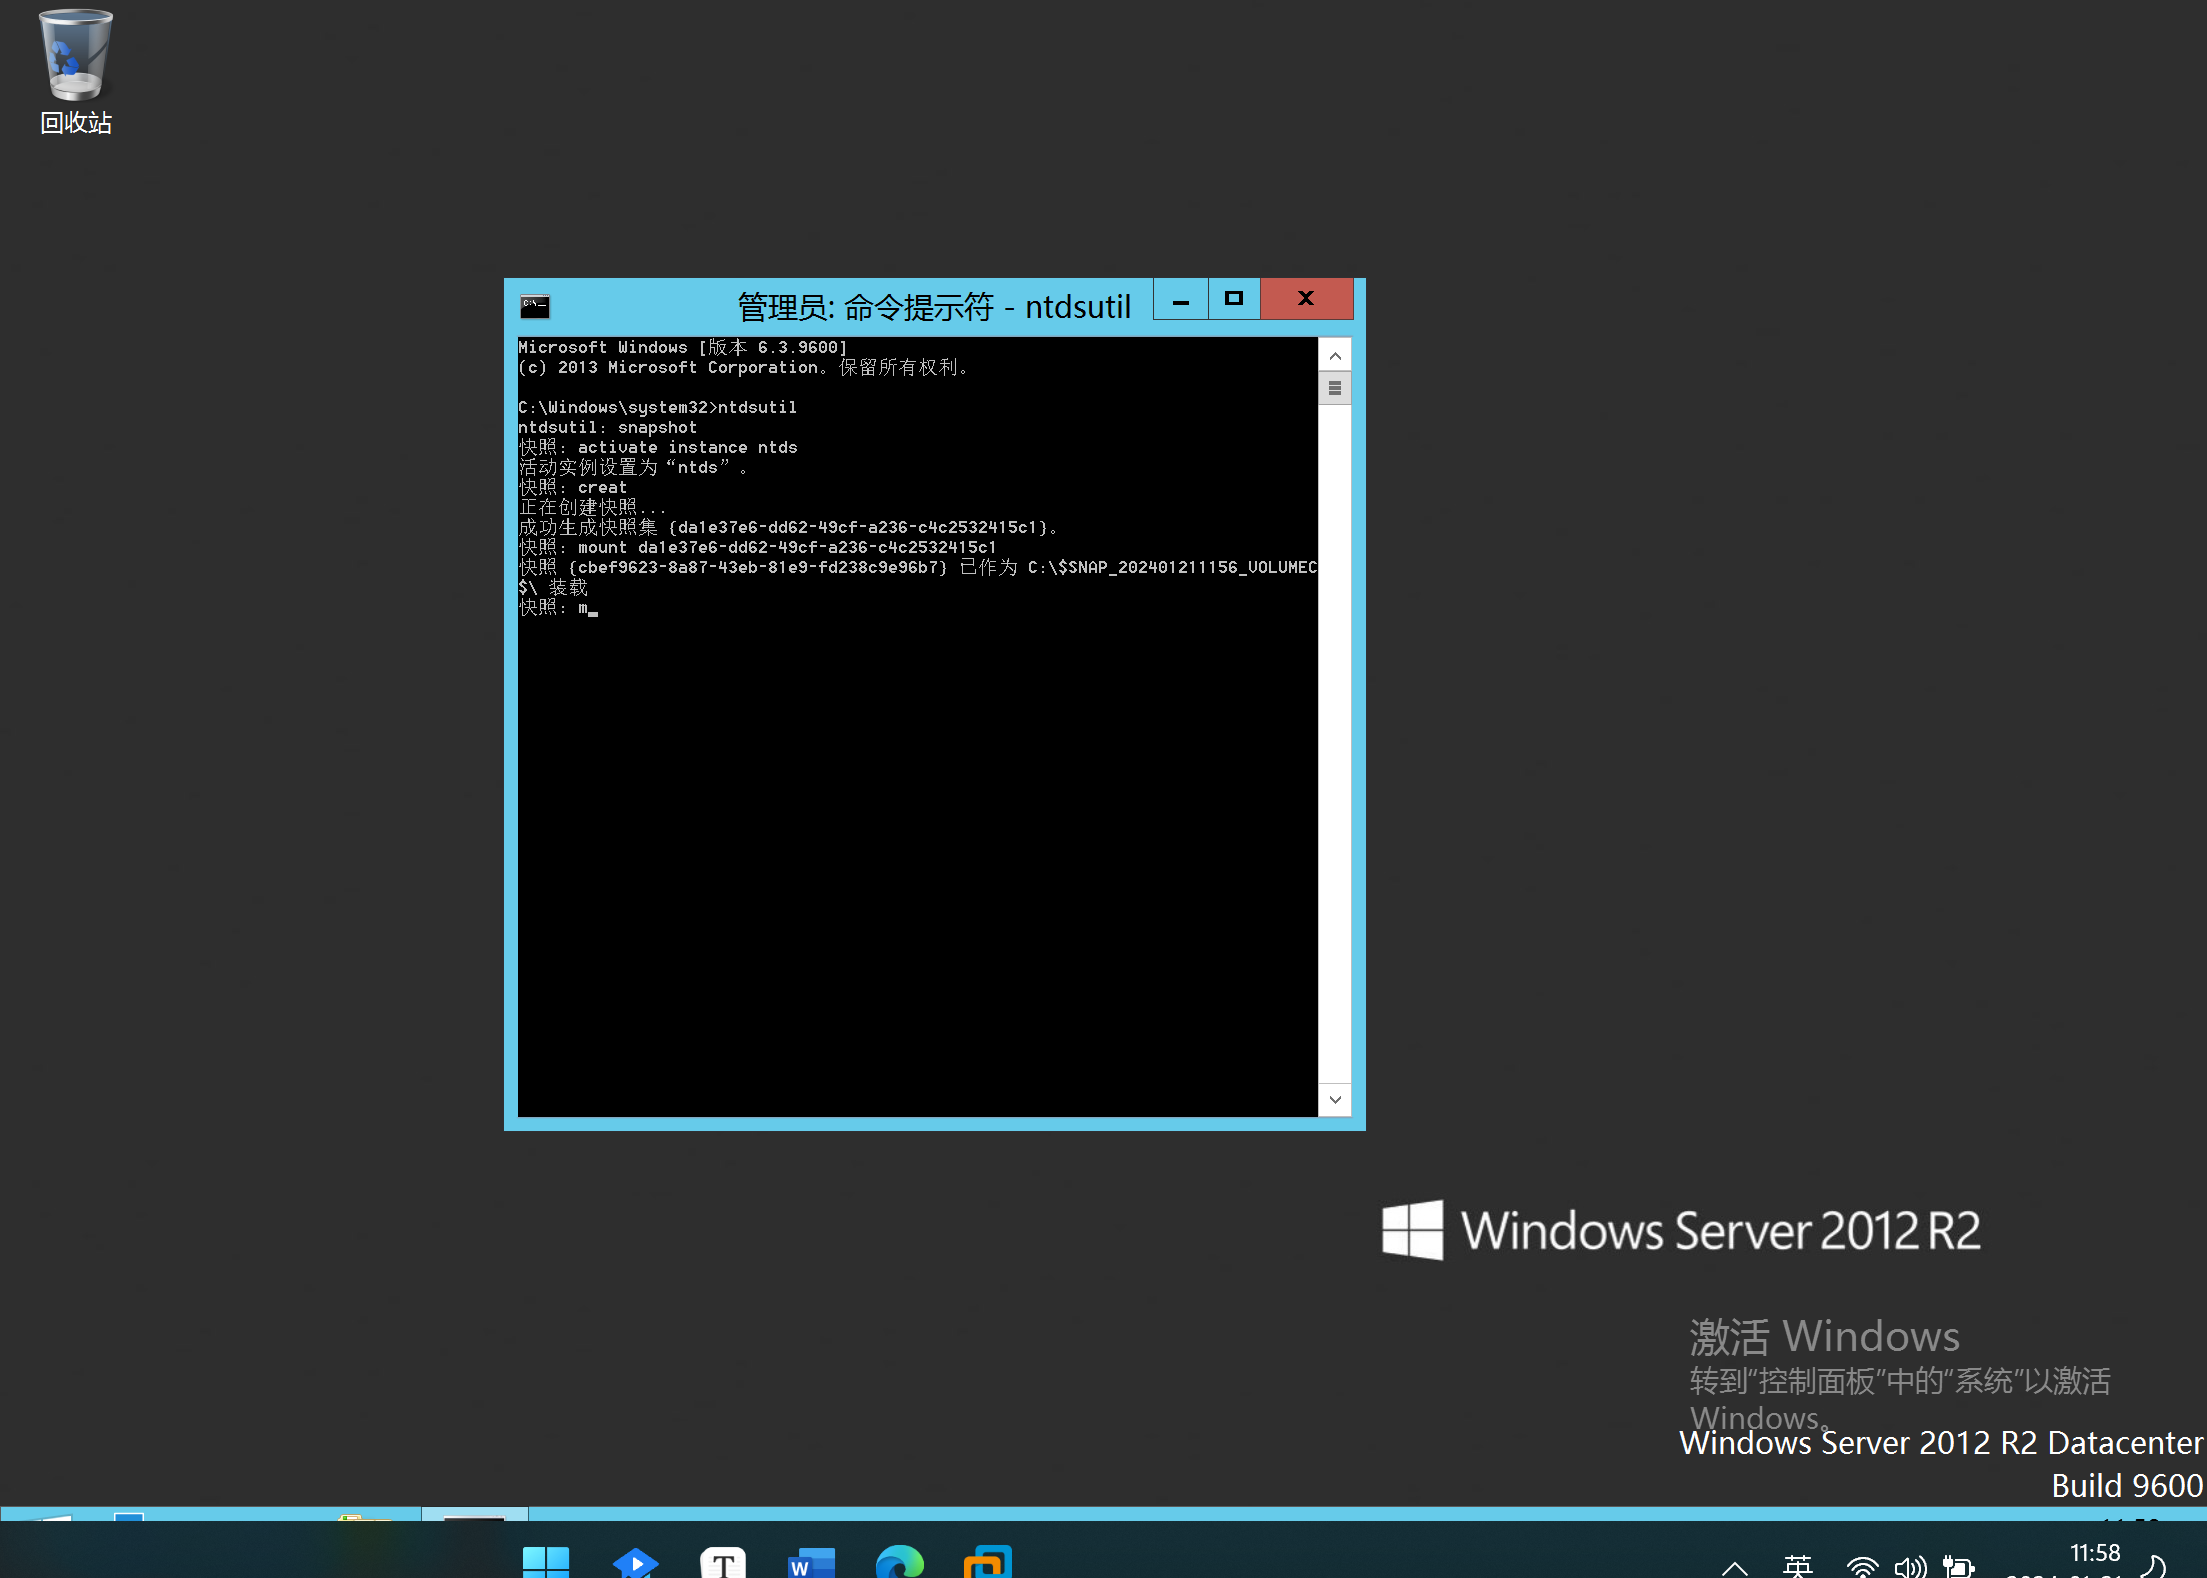 回收站
管理员: 命令提示符 - ntdsutil
Microsoft Windows [版本 6.3.9600]
(c) 2013 Microsoft Corporation。保留所有权利。
C:\Windows\system32>ntdsutil
ntdsutil: snapshot
快照: activate instance ntds
活动实例设置为“ntds”。
快照: creat
正在创建快照...
成功生成快照集 {da1e37e6-dd62-49cf-a236-c4c2532415c1}。
快照: mount da1e37e6-dd62-49cf-a236-c4c2532415c1
快照 {cbef9623-8a87-43eb-81e9-fd238c9e96b7} 已作为 C:\$SNAP_202401211156_VOLUMEC
$\ 装载
快照: m_
Windows Server 2012 R2
激活 Windows
转到“控制面板”中的“系统”以激活
Windows。
Windows Server 2012 R2 Datacenter
Build 9600
英
11:58